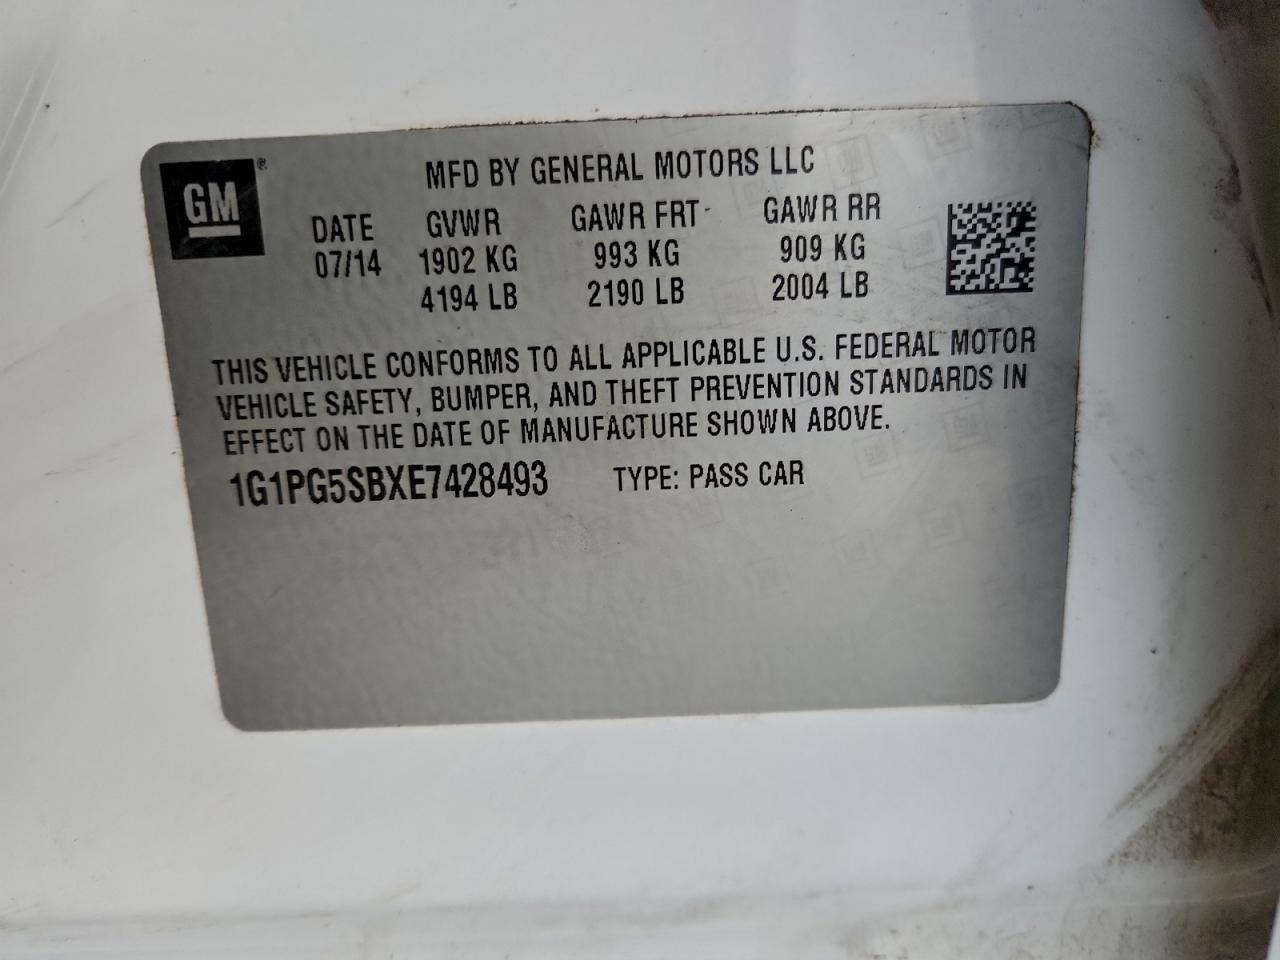 GM®
MFD BY GENERAL MOTORS LLC
DATE GVWR GAWR FRT GAWR RR
07/14 1902 KG 993 KG 909 KG
4194 LB 2190 LB 2004 LB
THIS VEHICLE CONFORMS TO ALL APPLICABLE U.S. FEDERAL MOTOR
VEHICLE SAFETY, BUMPER, AND THEFT PREVENTION STANDARDS IN
EFFECT ON THE DATE OF MANUFACTURE SHOWN ABOVE.
1G1PG5SBXE7428493 TYPE: PASS CAR